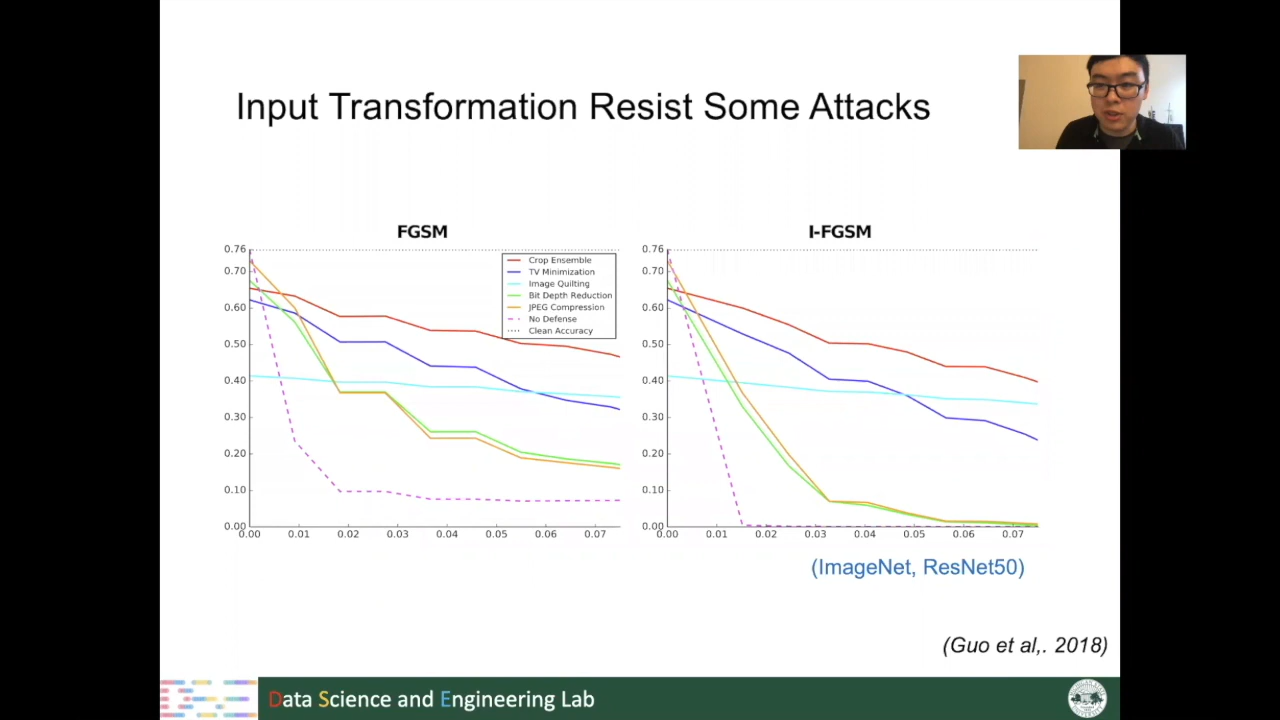 Input Transformation Resist Some Attacks
FGSM
0.76
0.70
0.60
0.50
0.40
0.30
0.20
0.10
0.00
0.00 0.01 0.02 0.03 0.04 0.05 0.06 0.07
Crop Ensemble
TV Minimization
Image Quilting
Bit Depth Reduction
JPEG Compression
No Defense
Clean Accuracy
I-FGSM
0.76
0.70
0.60
0.50
0.40
0.30
0.20
0.10
0.00
0.00 0.01 0.02 0.03 0.04 0.05 0.06 0.07
(ImageNet, ResNet50)
(Guo et al,. 2018)
Data Science and Engineering Lab